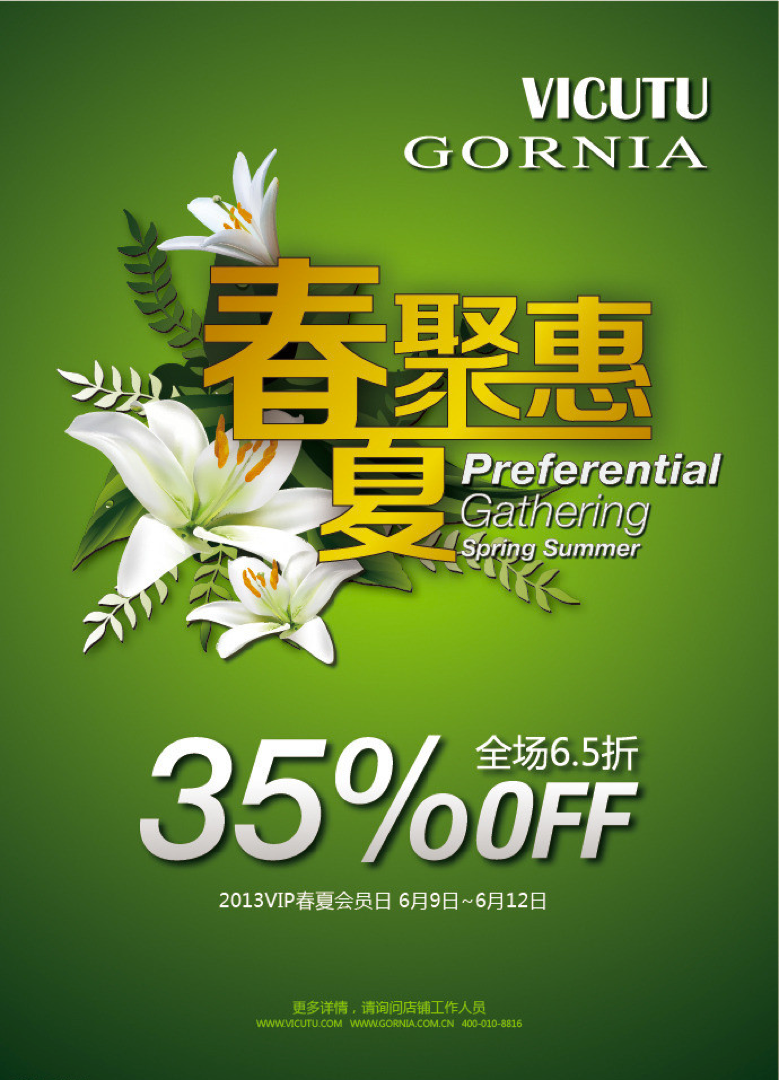 VICUTU
GORNIA
春聚惠
夏
Preferential
Gathering
Spring Summer
全场6.5折
35%OFF
2013VIP春夏会员日 6月9日~6月12日
更多详情，请询问店铺工作人员
WWW.VICUTU.COM WWW.GORNIA.COM.CN 400-010-8816